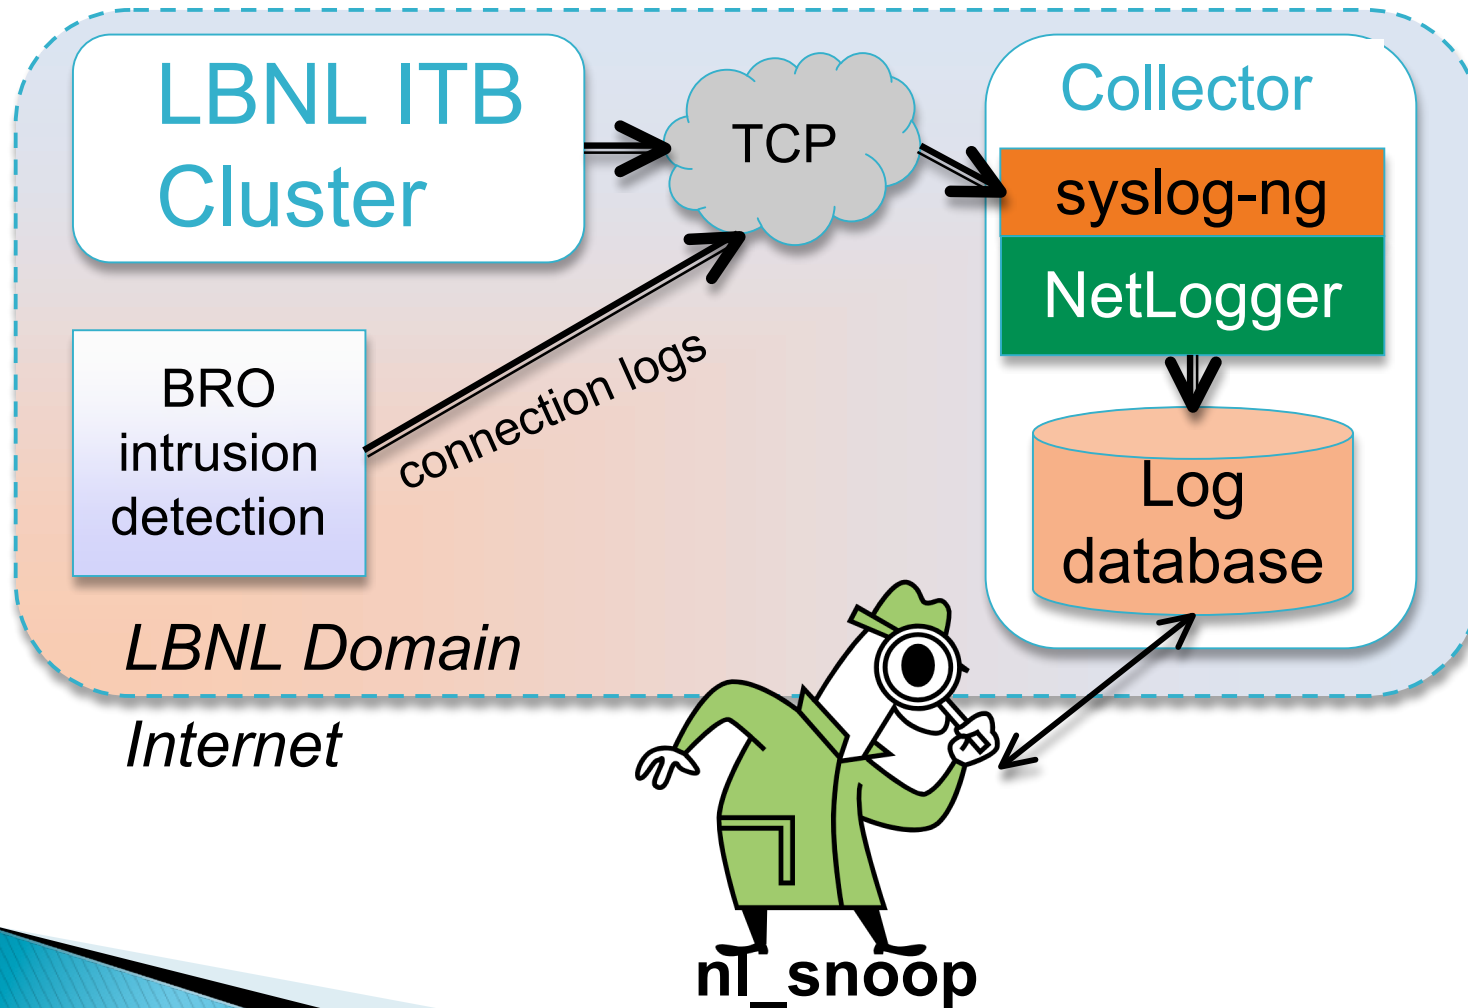 LBNL ITB
Cluster
TCP
Collector
syslog-ng
NetLogger
BRO
intrusion
detection
connection logs
Log
database
LBNL Domain
Internet
nl_snoop